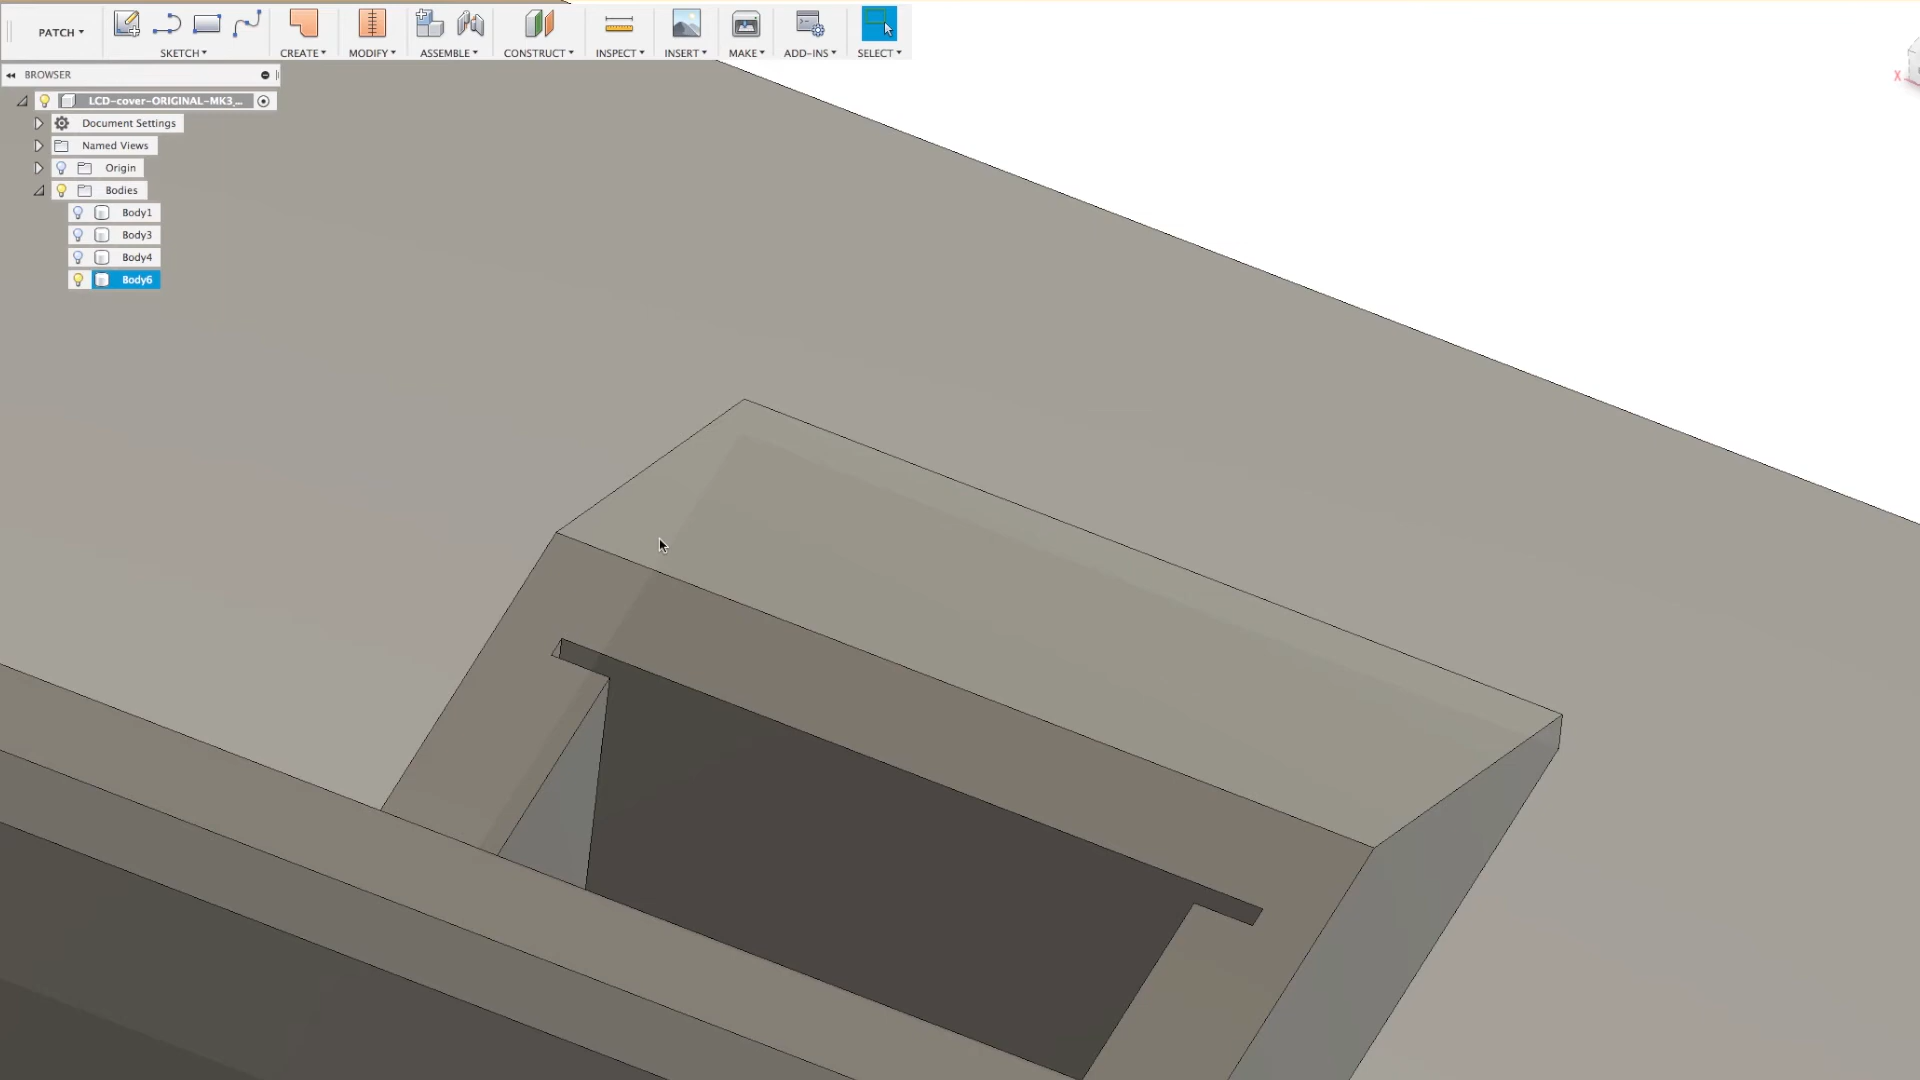 PATCH
SKETCH
CREATE
MODIFY
ASSEMBLE
CONSTRUCT
INSPECT
INSERT
MAKE
ADD-INS
SELECT
BROWSER
LCD-cover-ORIGINAL-MK3_...
Document Settings
Named Views
Origin
Bodies
Body1
Body3
Body4
Body6
X